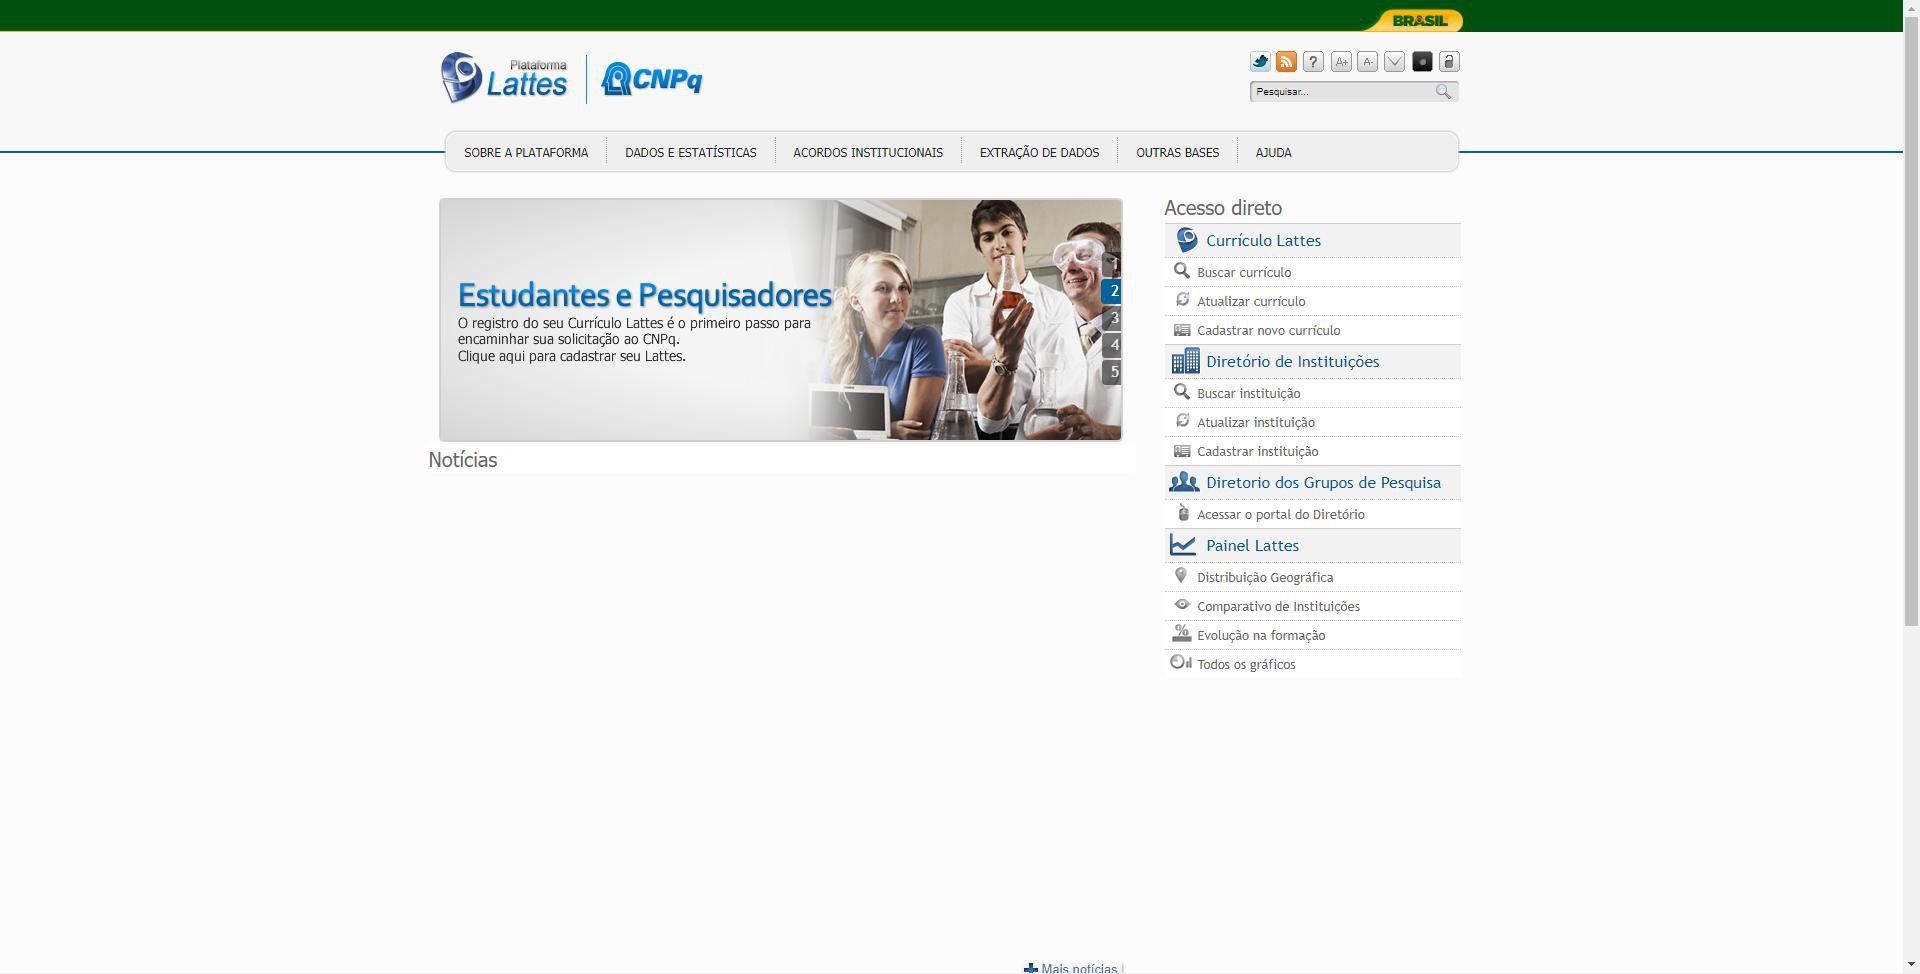 BRASIL
Plataforma
Lattes
CNPq
A+
A-
Pesquisar...
SOBRE A PLATAFORMA
DADOS E ESTATÍSTICAS
ACORDOS INSTITUCIONAIS
EXTRAÇÃO DE DADOS
OUTRAS BASES
AJUDA
Estudantes e Pesquisadores
O registro do seu Currículo Lattes é o primeiro passo para
encaminhar sua solicitação ao CNPq.
Clique aqui para cadastrar seu Lattes.
1
2
3
4
5
Notícias
Mais notícias
Acesso direto
Currículo Lattes
Buscar currículo
Atualizar currículo
Cadastrar novo currículo
Diretório de Instituições
Buscar instituição
Atualizar instituição
Cadastrar instituição
Diretorio dos Grupos de Pesquisa
Acessar o portal do Diretório
Painel Lattes
Distribuição Geográfica
Comparativo de Instituições
Evolução na formação
Todos os gráficos